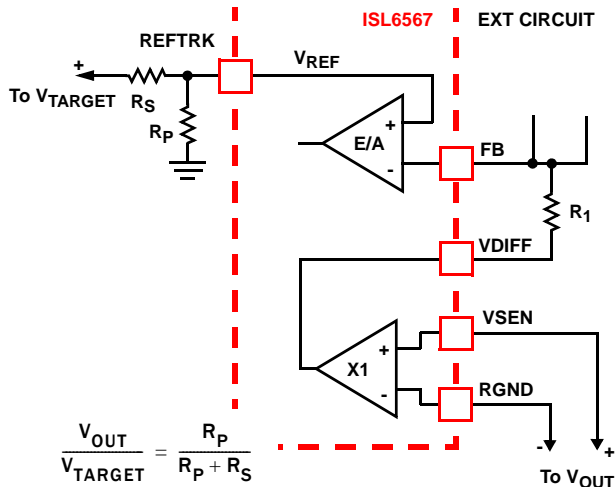 ISL6567 EXT CIRCUIT
REFTRK
VREF
+
To VTARGET
RS
RP
+
E/A
-
FB
R1
VDIFF
VSEN
+
X1
-
RGND
- +
To VOUT
VOUT / VTARGET = RP / (RP + RS)